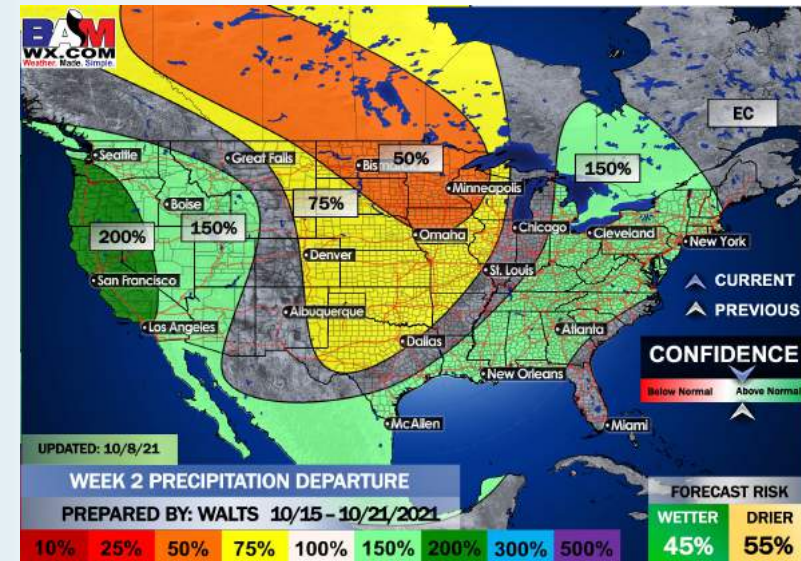 BAM
WX.COM
Weather. Made. Simple.
50%
EC
150%
Seattle
Great Falls
Minneapolis
Boise
75%
200%
150%
Omaha
Chicago
Cleveland
New York
Denver
St. Louis
San Francisco
CURRENT
Albuquerque
PREVIOUS
Los Angeles
Dallas
Atlanta
CONFIDENCE
New Orleans
Below Normal
Above Normal
McAllen
Miami
UPDATED: 10/8/21
WEEK 2 PRECIPITATION DEPARTURE
PREPARED BY: WALTS 10/15 – 10/21/2021
FORECAST RISK
WETTER
DRIER
45%
55%
10% 25% 50% 75% 100% 150% 200% 300% 500%